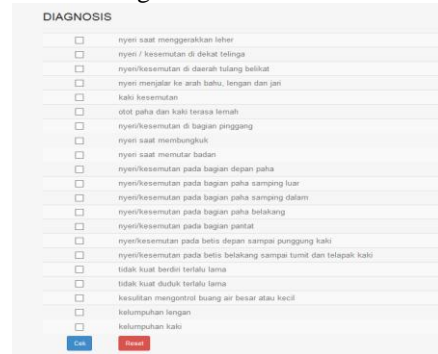 DIAGNOSIS
nyeri saat menggerakkan leher
nyeri / kesemutan di dekat telinga
nyeri/kesemutan di daerah tulang belikat
nyeri menjalar ke arah bahu, lengan dan jari
kaki kesemutan
otot paha dan kaki terasa lemah
nyeri/kesemutan di bagian pinggang
nyeri saat membungkuk
nyeri saat memutar badan
nyeri/kesemutan pada bagian depan paha
nyeri/kesemutan pada bagian paha samping luar
nyeri/kesemutan pada bagian paha samping dalam
nyeri/kesemutan pada bagian paha belakang
nyeri/kesemutan pada bagian pantat
nyeri/kesemutan pada betis depan sampai punggung kaki
nyeri/kesemutan pada betis belakang sampai tumit dan telapak kaki
tidak kuat berdiri terlalu lama
tidak kuat duduk terlalu lama
kesulitan mengontrol buang air besar atau kecil
kelumpuhan lengan
kelumpuhan kaki
Cek Reset